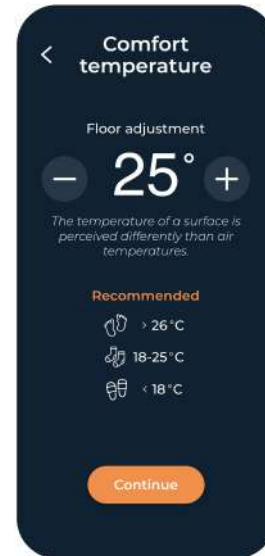 Comfort
temperature
Floor adjustment
− 25° +
The temperature of a surface is
perceived differently than air
temperatures.
Recommended
> 26°C
18-25°C
< 18°C
Continue